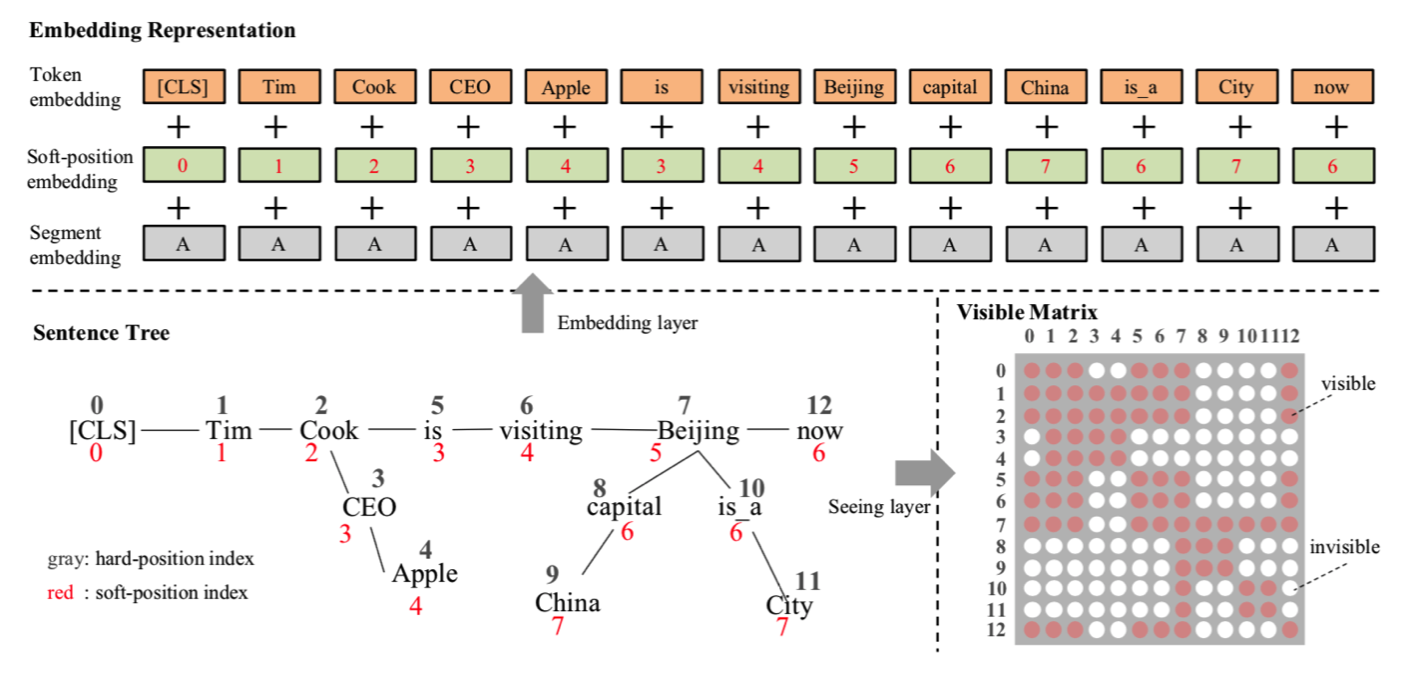 Embedding Representation
Token embedding
[CLS] Tim Cook CEO Apple is visiting Beijing capital China is_a City now
+ + + + + + + + + + + + +
Soft-position embedding
0 1 2 3 4 3 4 5 6 7 6 7 6
+ + + + + + + + + + + + +
Segment embedding
A A A A A A A A A A A A A
Embedding layer
Sentence Tree
0 1 2 5 6 7 12
[CLS] Tim Cook is visiting Beijing now
0 1 2 3 4 5 6
3
CEO
3
4
Apple
4
8
capital
6
10
is_a
6
9
China
7
11
City
7
gray: hard-position index
red : soft-position index
Seeing layer
Visible Matrix
0 1 2 3 4 5 6 7 8 9 10 11 12
0
1
2
3
4
5
6
7
8
9
10
11
12
visible
invisible